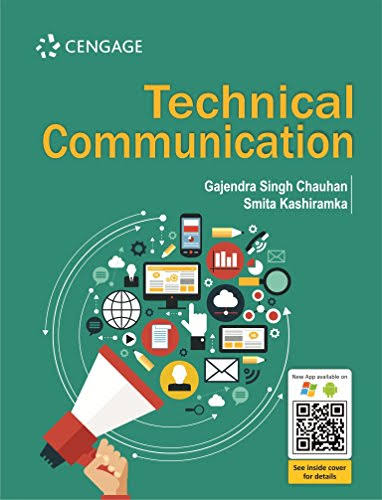 CENGAGE
Technical
Communication
Gajendra Singh Chauhan
Smita Kashiramka
New App available on
See inside cover
for details